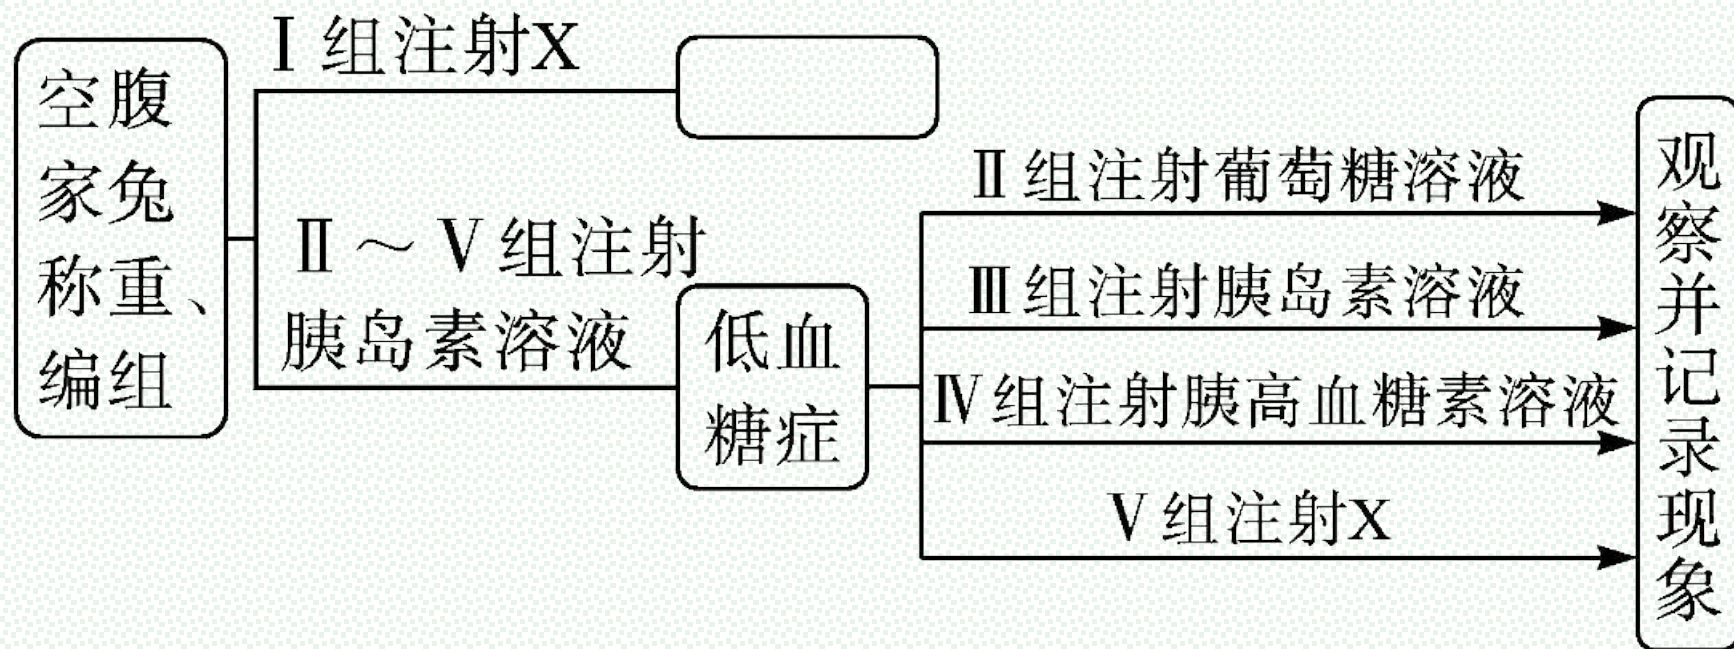 空腹
家兔
称重、
编组
Ⅰ组注射X
Ⅱ～Ⅴ组注射
胰岛素溶液
低血
糖症
Ⅱ组注射葡萄糖溶液
Ⅲ组注射胰岛素溶液
Ⅳ组注射胰高血糖素溶液
Ⅴ组注射X
观
察
并
记
录
现
象